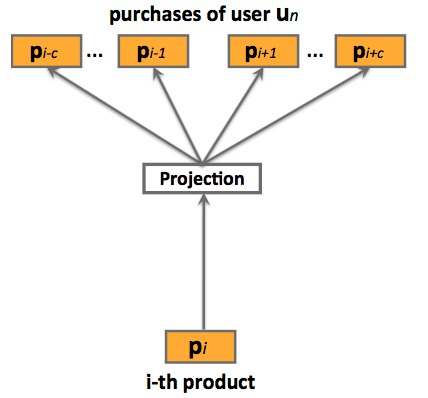 purchases of user un
pi-c ... pi-1 pi+1 ... pi+c
Projection
pi
i-th product